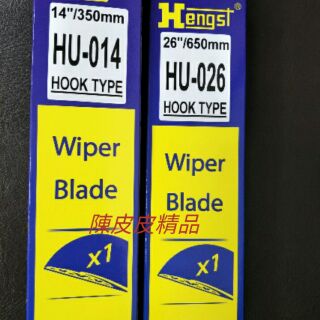 14"/350mm
HU-014
HOOK TYPE
Wiper
Blade
x1
Hengst®
26"/650mm
HU-026
HOOK TYPE
Wiper
Blade
x1
陳皮皮精品